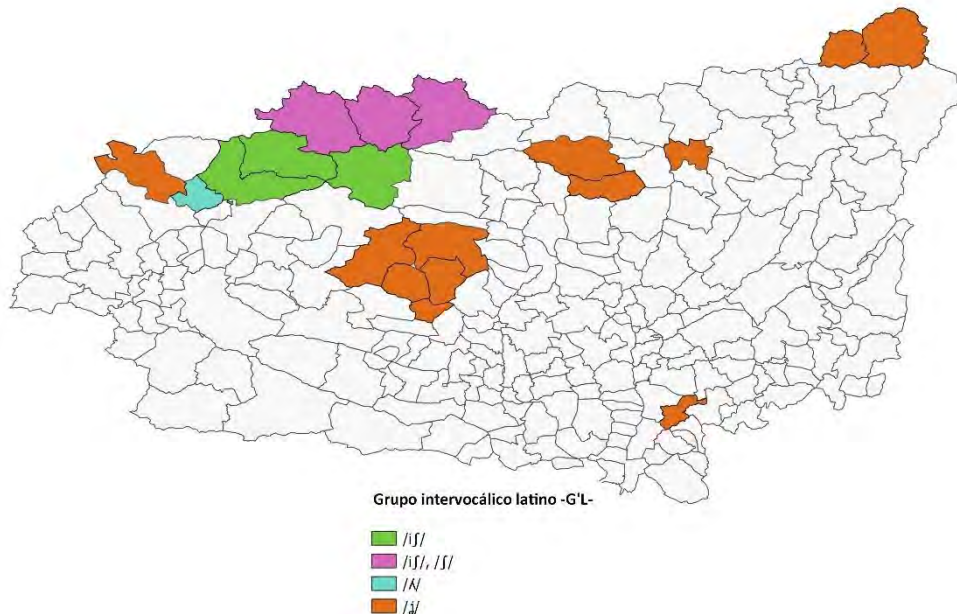 Grupo intervocálico latino -G'L-
/iʃ/
/iʃ/, /ʃ/
/ʎ/
/ʝ̞/